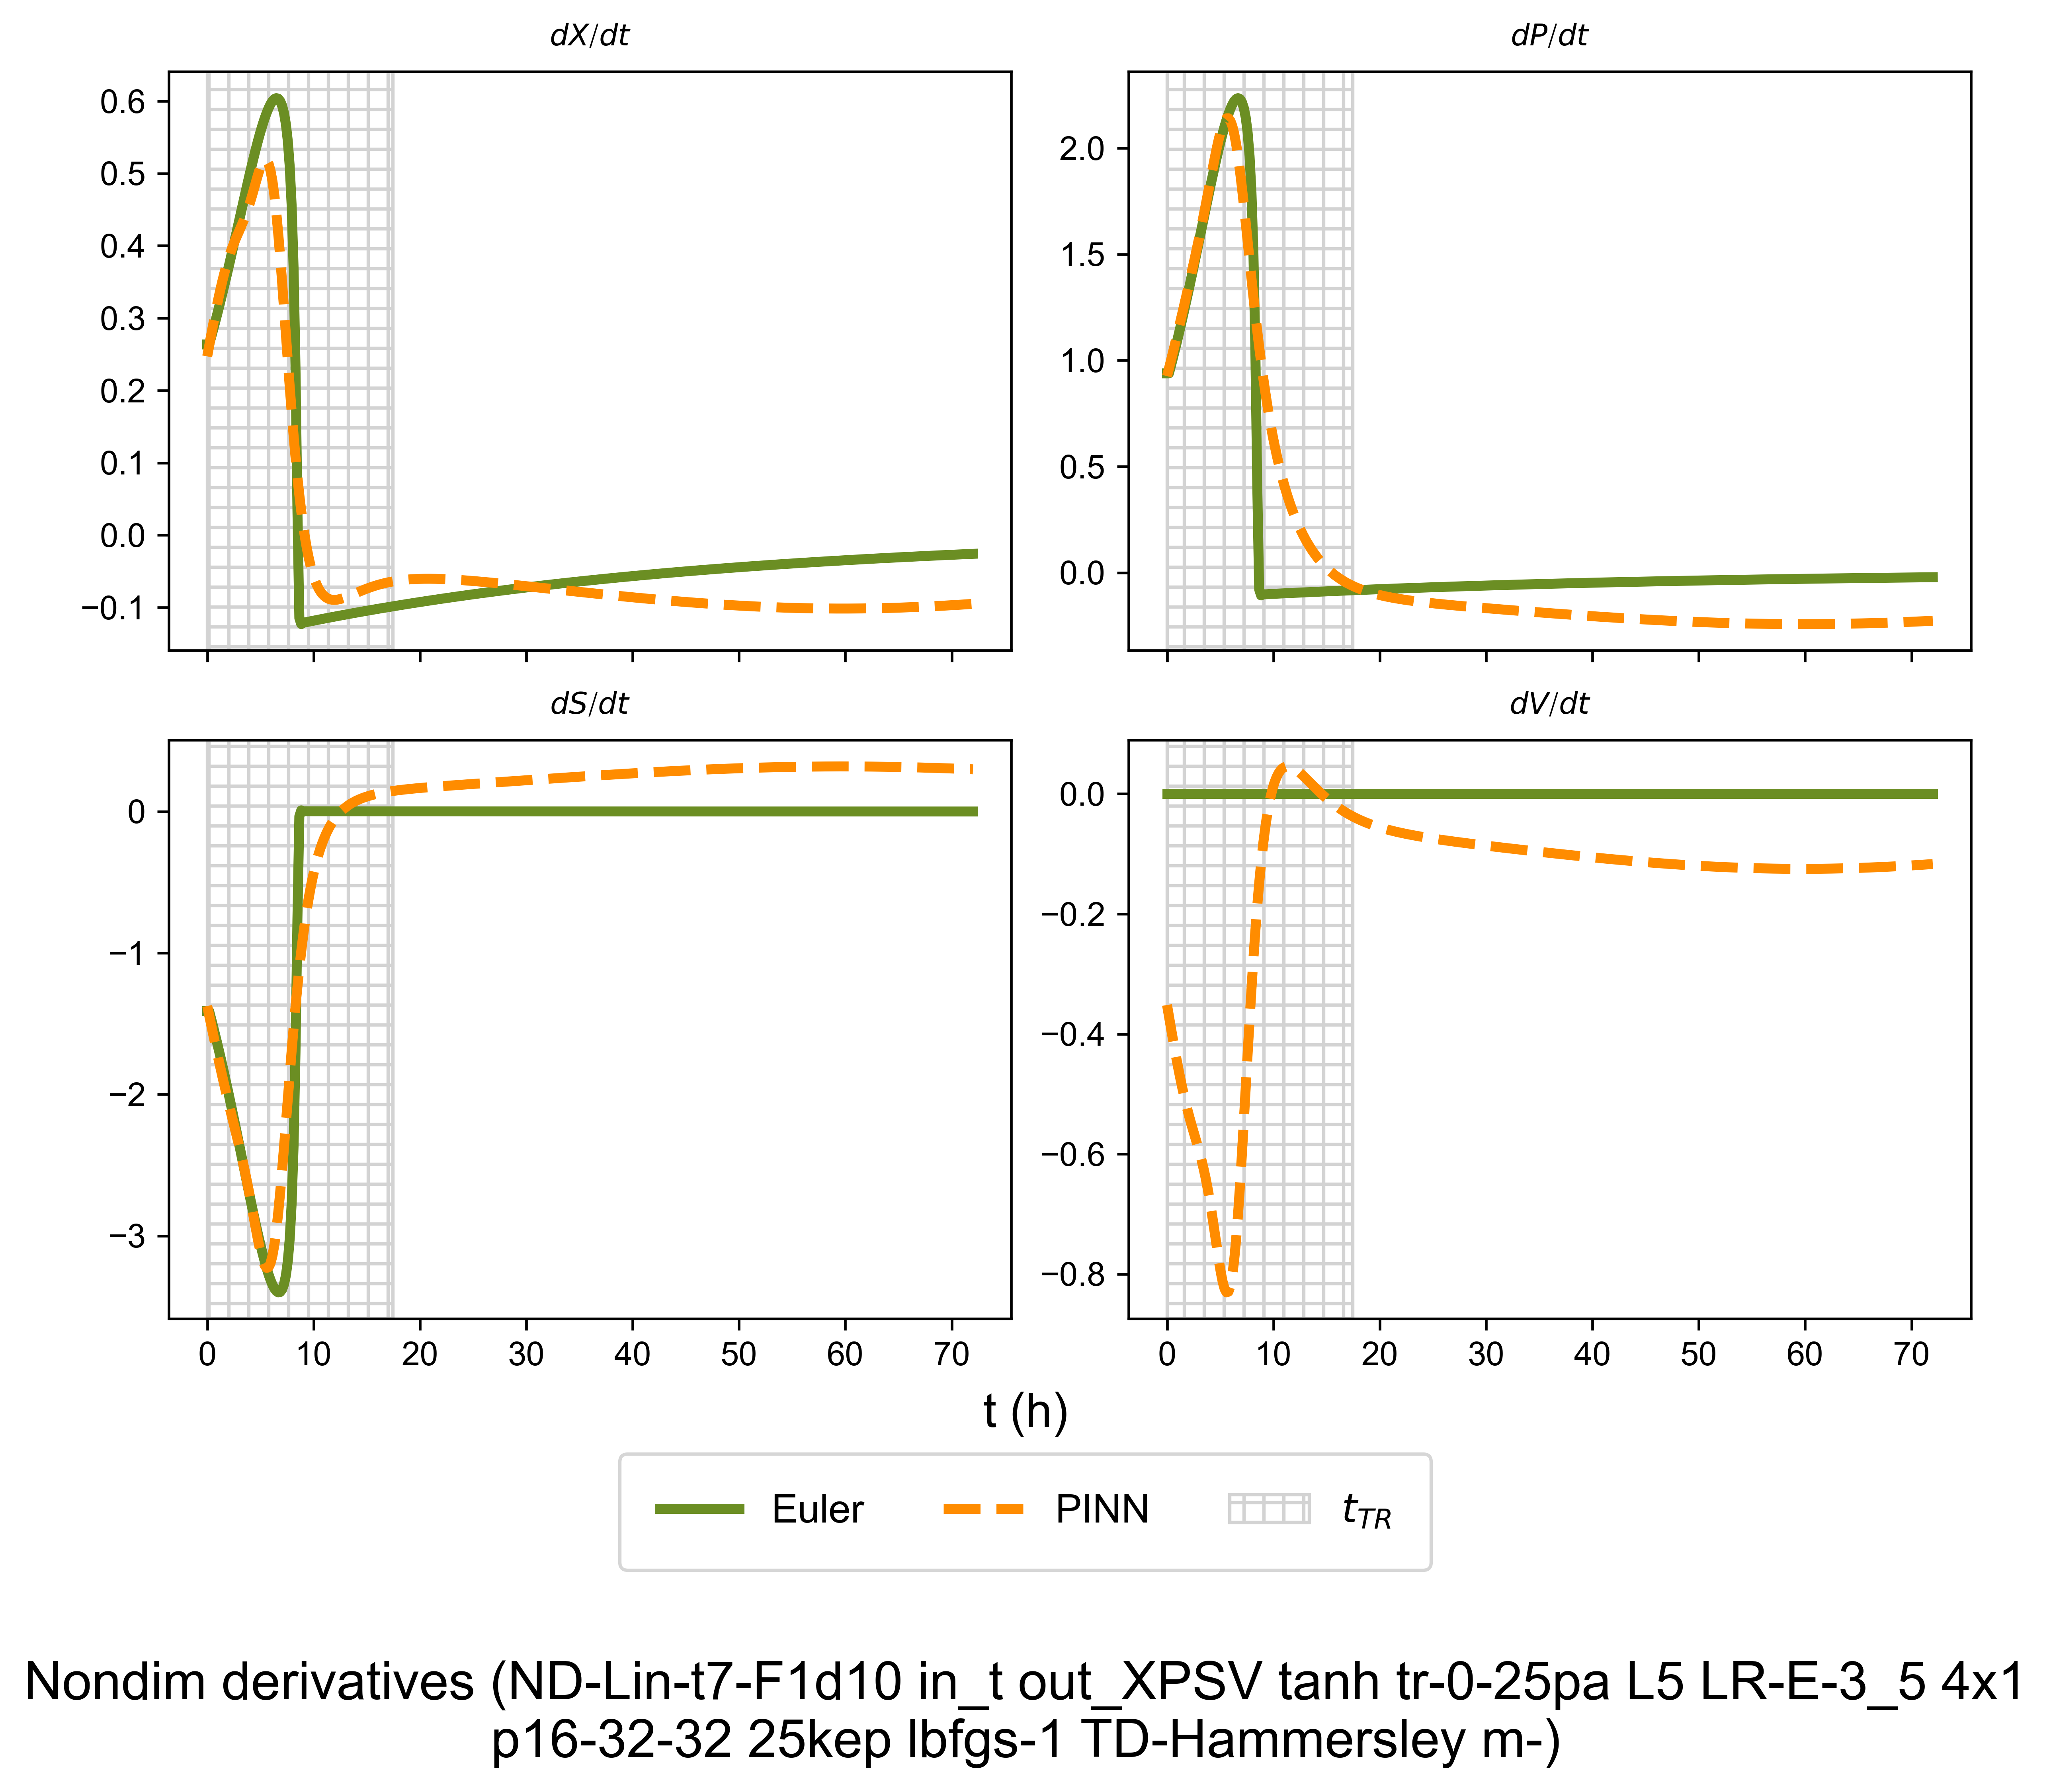 dX/dt
dP/dt
0.6
0.5
0.4
0.3
0.2
0.1
0.0
−0.1
2.0
1.5
1.0
0.5
0.0
dS/dt
dV/dt
0
−1
−2
−3
0.0
−0.2
−0.4
−0.6
−0.8
0 10 20 30 40 50 60 70
0 10 20 30 40 50 60 70
t (h)
Euler PINN t_TR
Nondim derivatives (ND-Lin-t7-F1d10 in_t out_XPSV tanh tr-0-25pa L5 LR-E-3_5 4x1
p16-32-32 25kep lbfgs-1 TD-Hammersley m-)